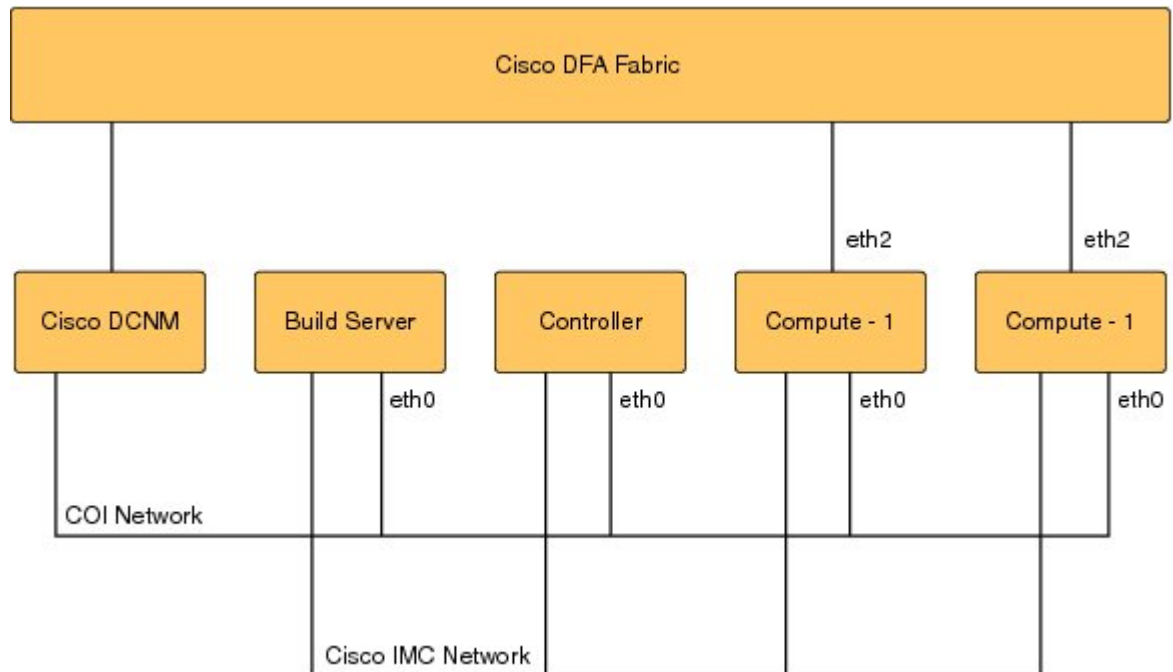 Cisco DFA Fabric
eth2
eth2
Cisco DCNM
Build Server
Controller
Compute - 1
Compute - 1
eth0
eth0
eth0
eth0
COI Network
Cisco IMC Network